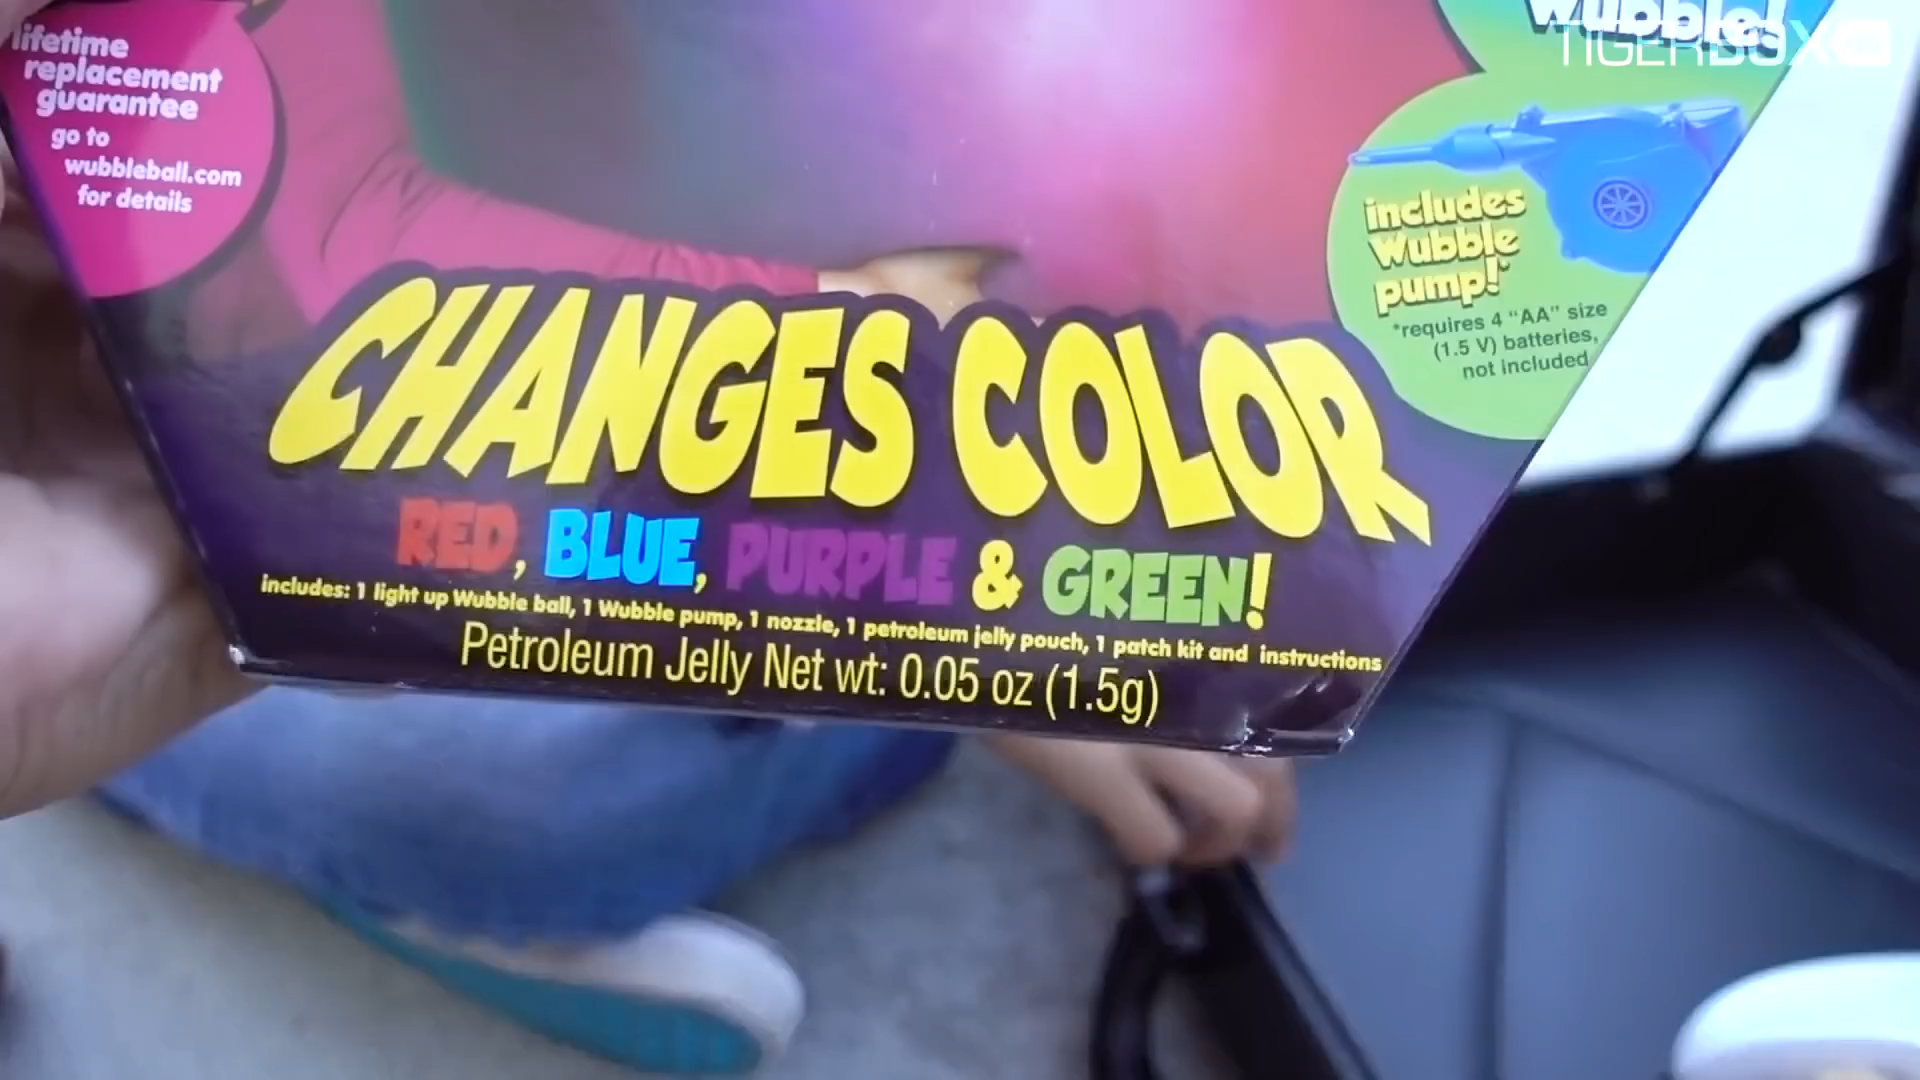 lifetime
replacement
guarantee
go to
wubbleball.com
for details
wubble!
TIGERBOX
includes
Wubble
pump!*
*requires 4 “AA” size
(1.5 V) batteries,
not included
CHANGES COLOR
RED, BLUE, PURPLE & GREEN!
includes: 1 light up Wubble ball, 1 Wubble pump, 1 nozzle, 1 petroleum jelly pouch, 1 patch kit and instructions
Petroleum Jelly Net wt: 0.05 oz (1.5g)